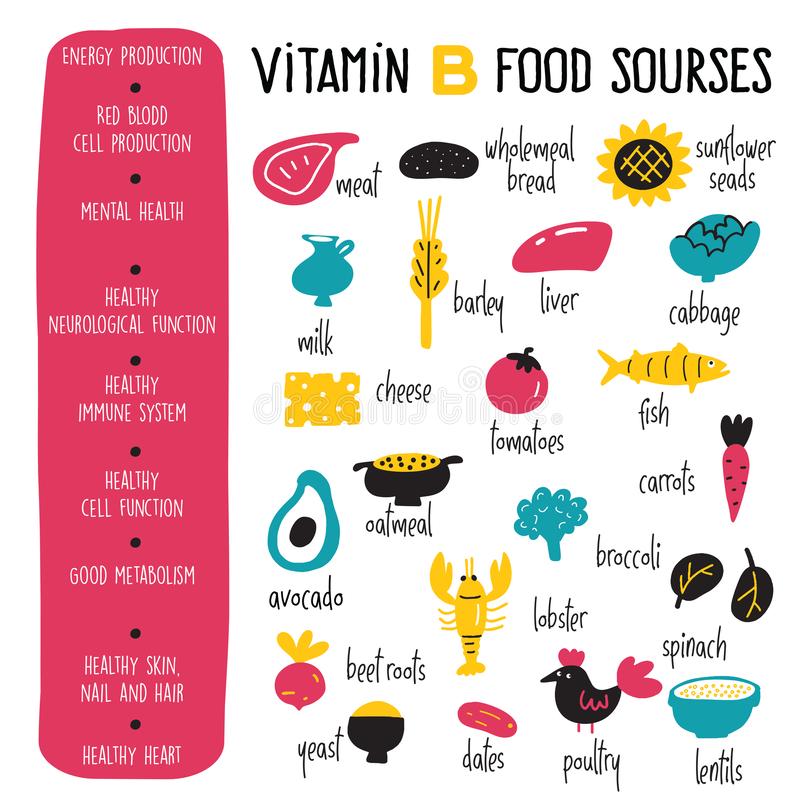 ENERGY PRODUCTION
RED BLODD
CELL PRODUCTION
MENTAL HEALTH
HEALTHY
NEUROLOGICAL FUNCTION
HEALTHY
IMMUNE SYSTEM
HEALTHY
CELL FUNCTION
GOOD METABOLISM
HEALTHY SKIN,
NAIL AND HAIR
HEALTHY HEART
VITAMIN B FOOD SOURSES
meat
wholemeal
bread
sunflower
seads
milk
barley
liver
cabbage
cheese
tomatoes
fish
carrots
avocado
oatmeal
broccoli
lobster
spinach
beet roots
yeast
dates
poultry
lentils
dreamstime